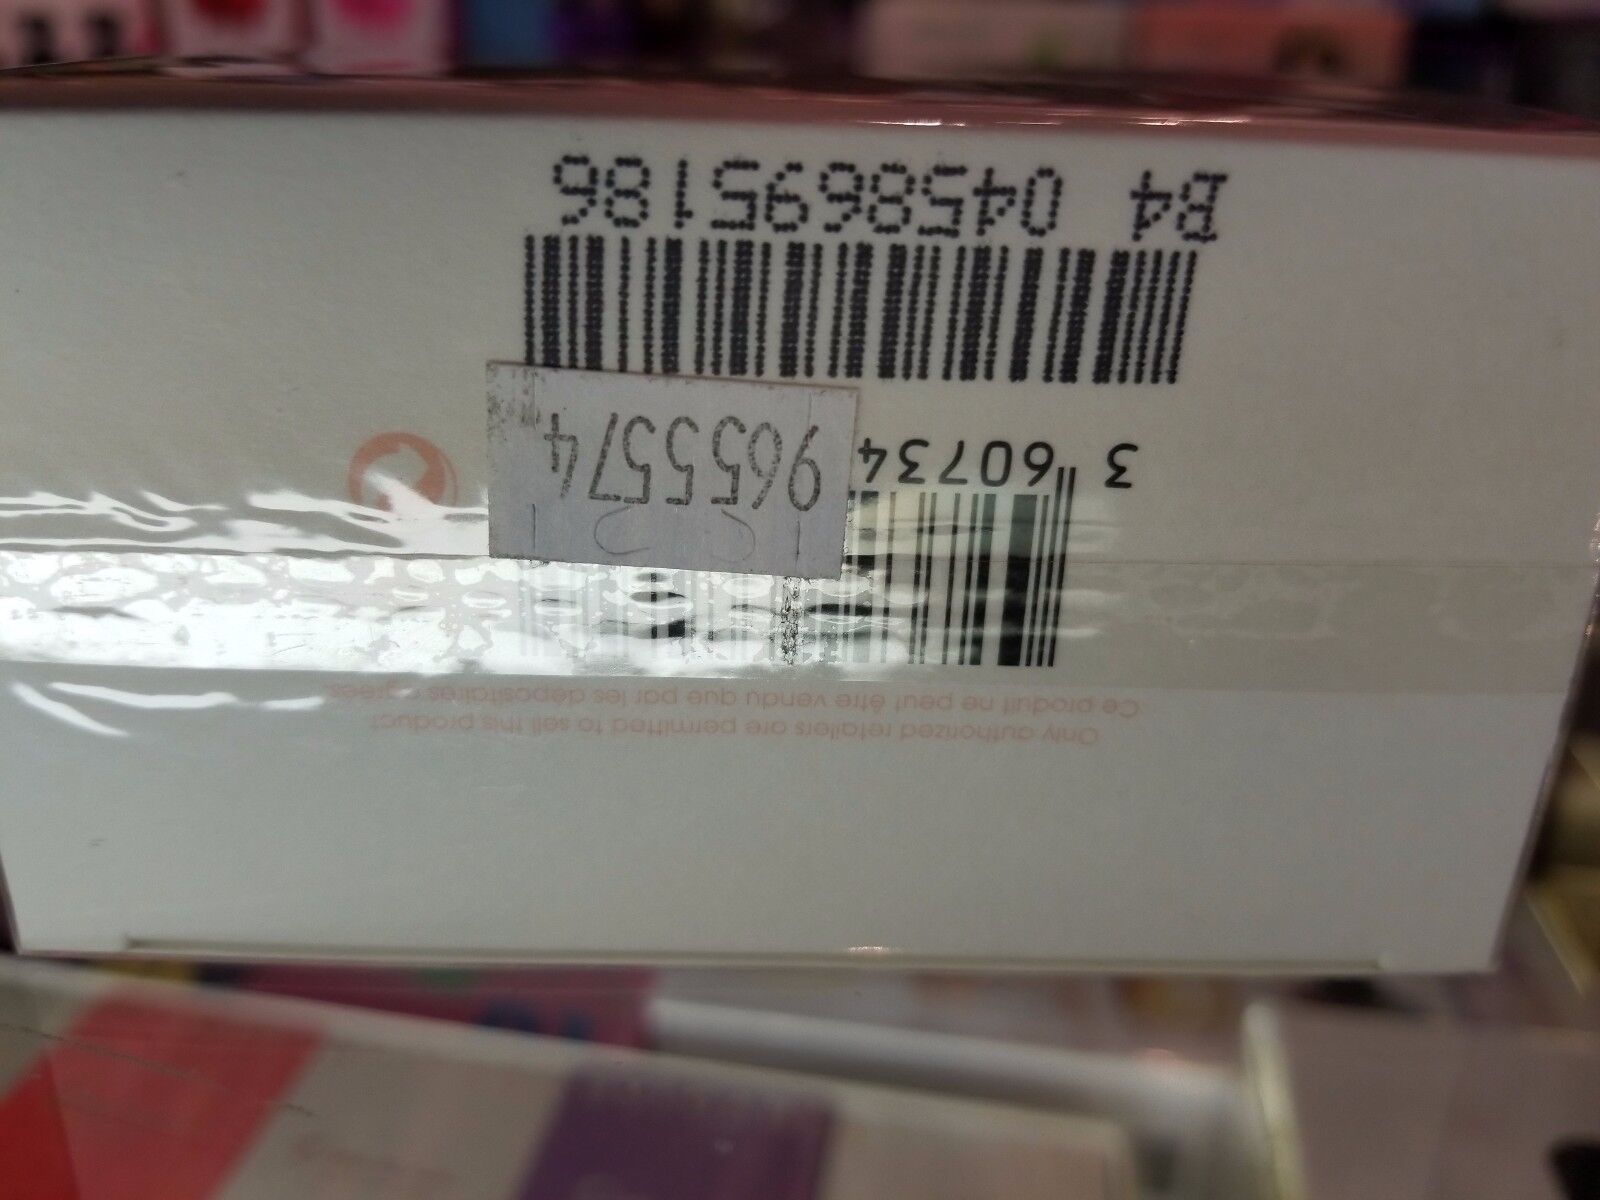 Only authorized retailers are permitted to sell this product
Ce produit ne peut être vendu que par les dépositaires agréés.
3 60734
9655574
B4 0458695186